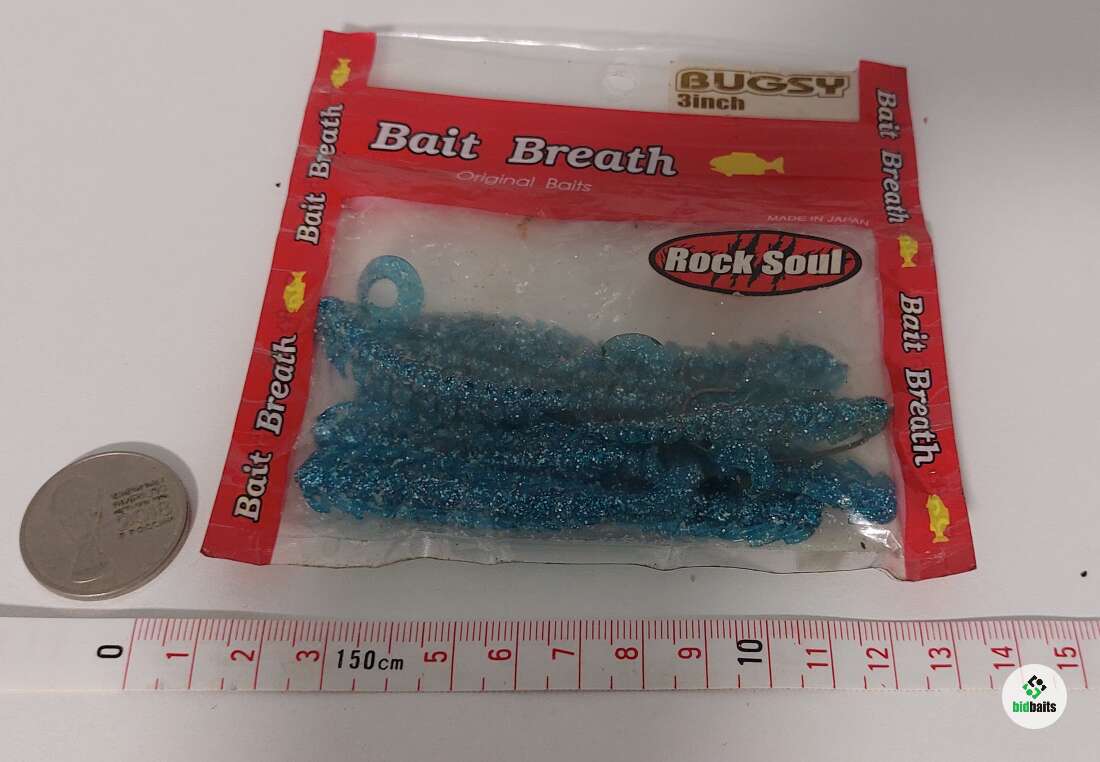 BUGSY
3inch
Bait Breath
Original Baits
MADE IN JAPAN
Rock Soul
Bait Breath
Bait Breath
Bait Breath
Bait Breath
0 1 2 3 150cm 5 6 7 8 9 10 11 12 13 14 15
bidbaits